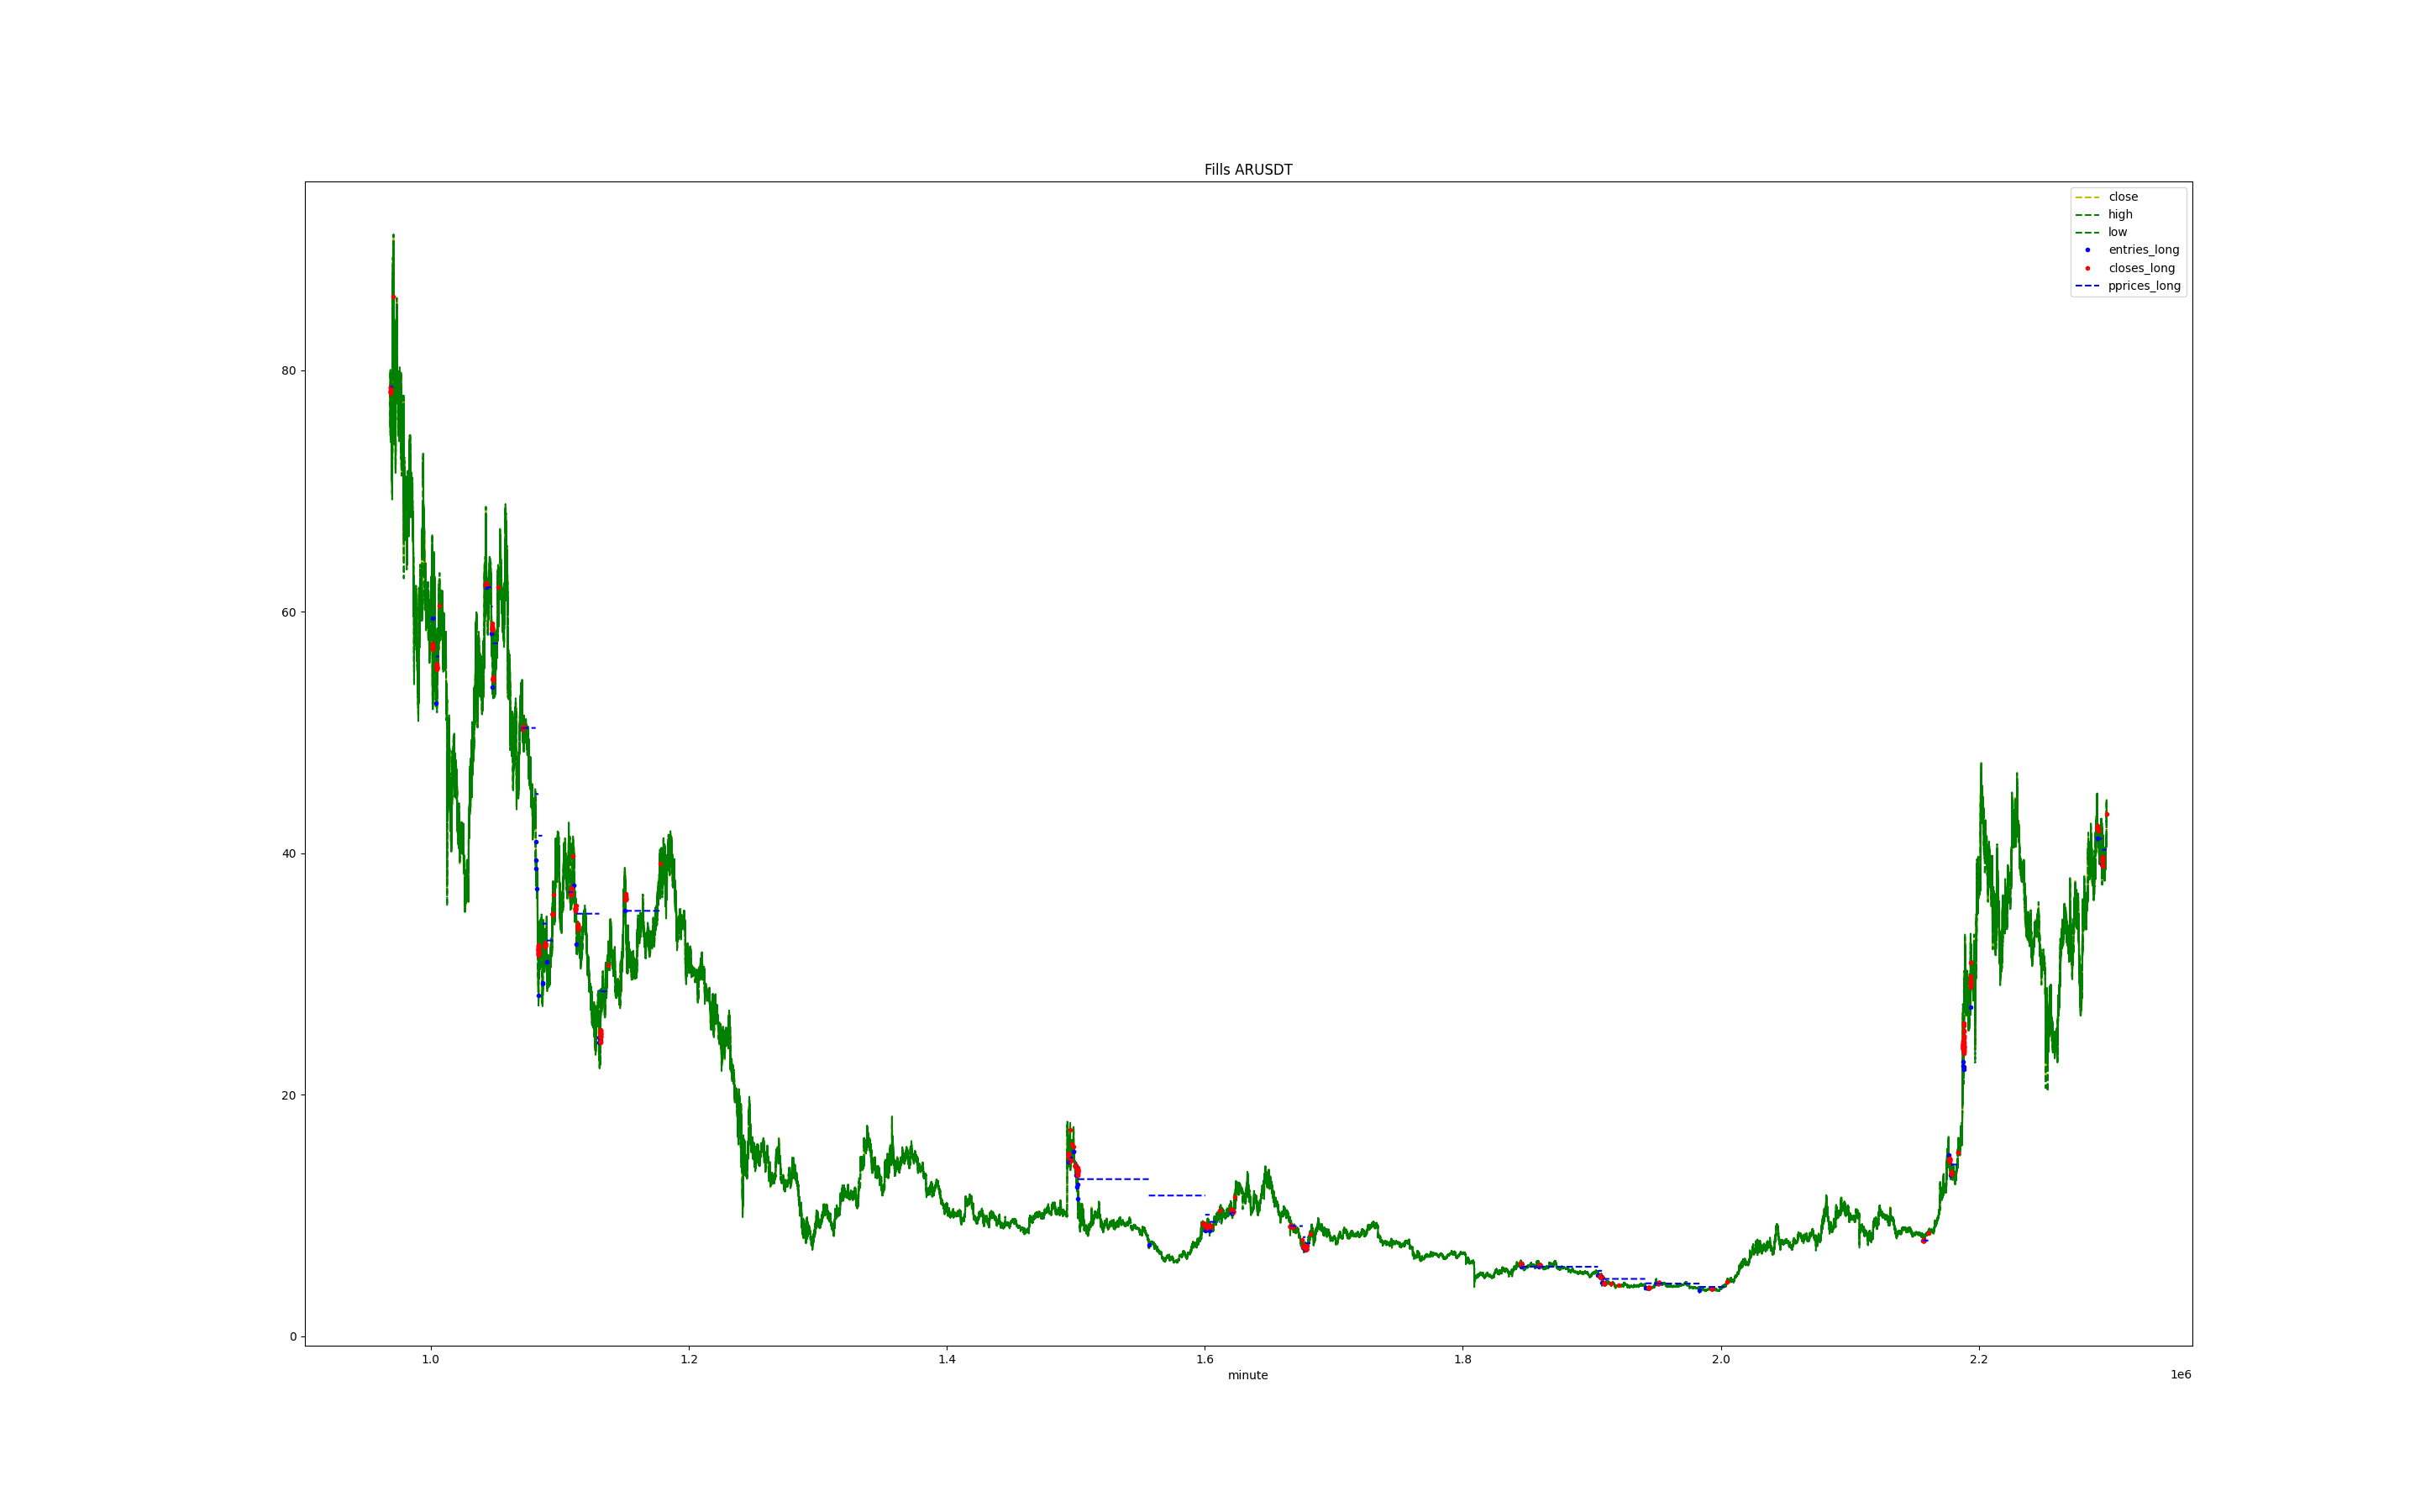 Fills ARUSDT
close
high
low
entries_long
closes_long
pprices_long
80
60
40
20
0
1.0 1.2 1.4 1.6 1.8 2.0 2.2
minute
1e6